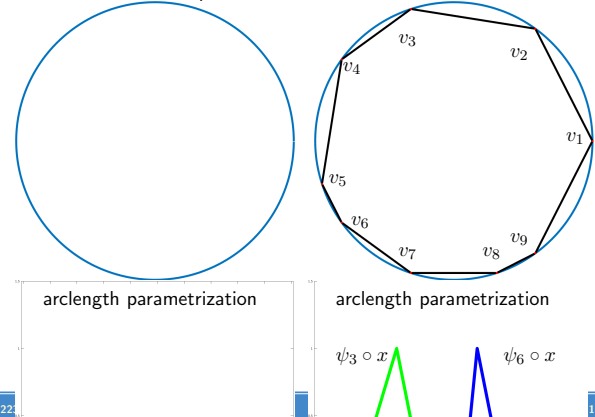 v₃
v₂
v₄
v₁
v₅
v₆
v₇ v₈ v₉
arclength parametrization arclength parametrization
ψ₃ ∘ x ψ₆ ∘ x